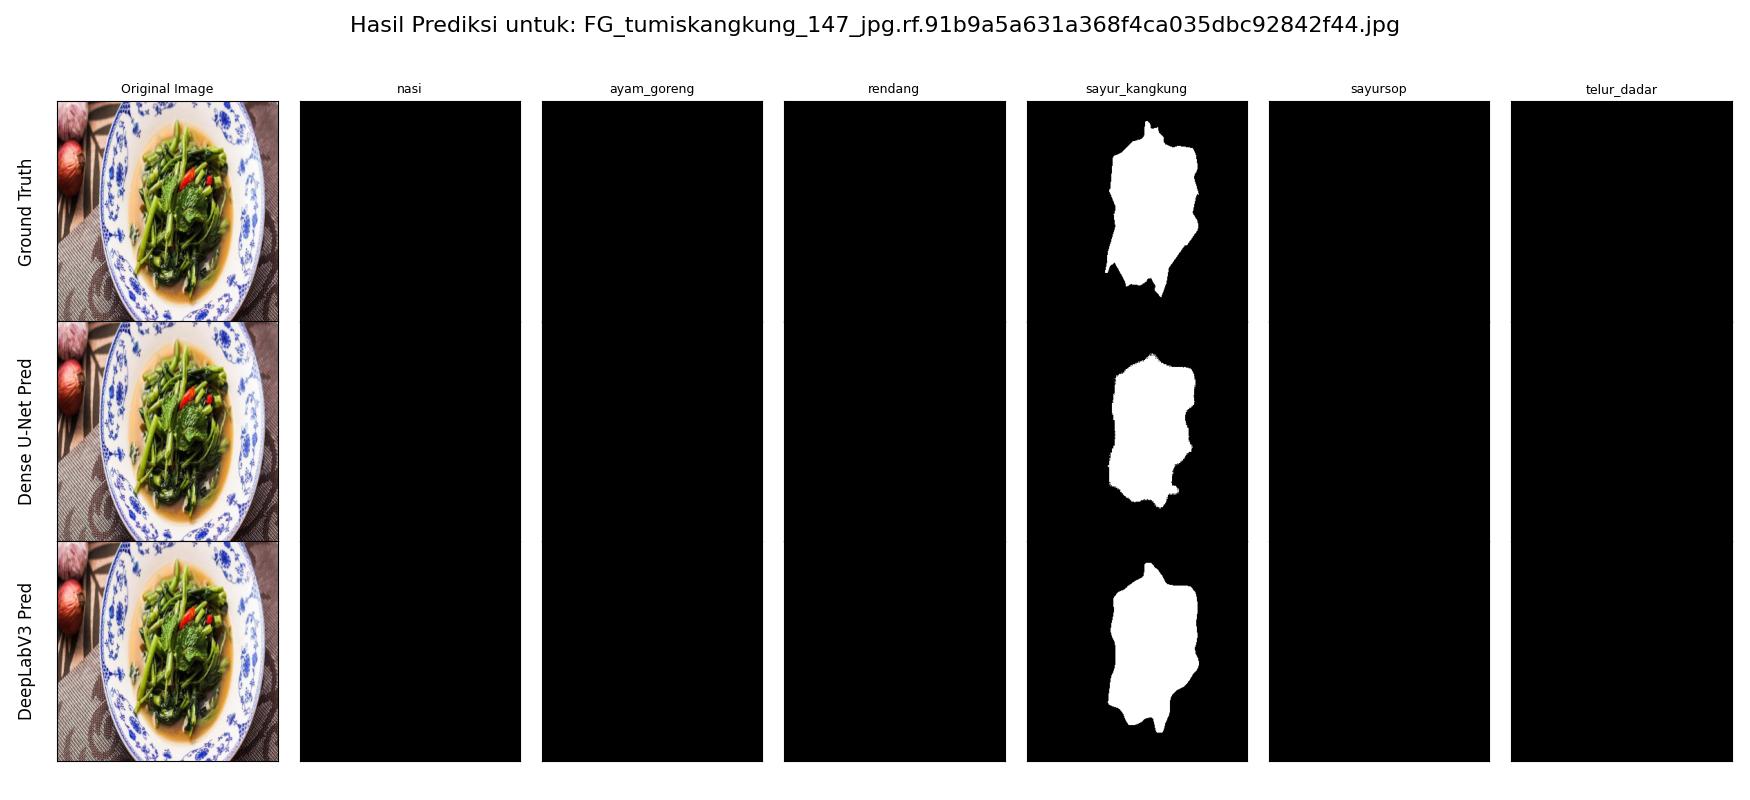 Hasil Prediksi untuk: FG_tumiskangkung_147_jpg.rf.91b9a5a631a368f4ca035dbc92842f44.jpg
Original Image
nasi
ayam_goreng
rendang
sayur_kangkung
sayursop
telur_dadar
Ground Truth
Dense U-Net Pred
DeepLabV3 Pred